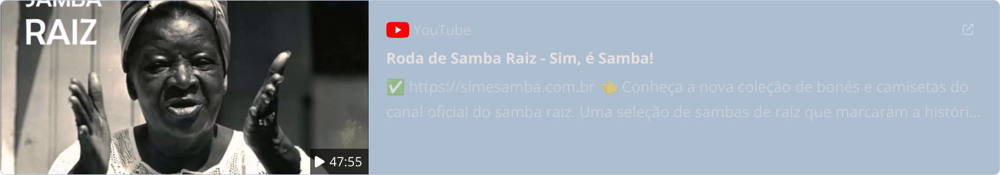 SAMBA
RAIZ
47:55
YouTube
Roda de Samba Raiz - Sim, é Samba!
✅ https://simesamba.com.br 👈 Conheça a nova coleção de bonés e camisetas do
canal oficial do samba raiz. Uma seleção de sambas de raiz que marcaram a históri...